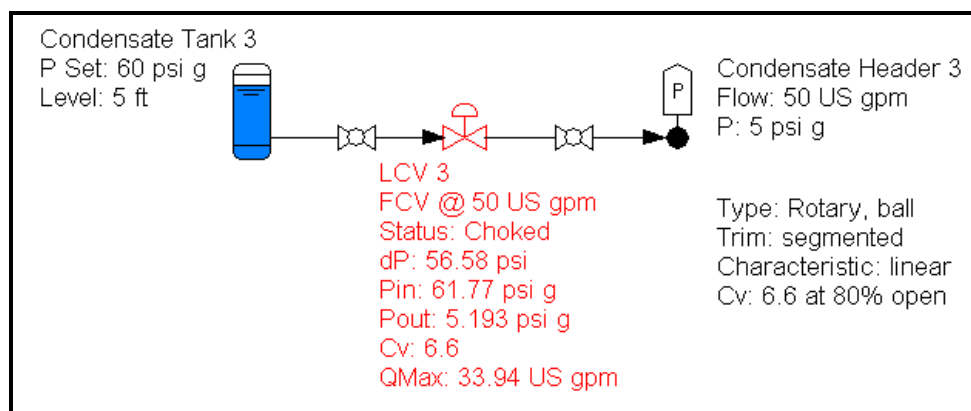 Condensate Tank 3
P Set: 60 psi g
Level: 5 ft
P
Condensate Header 3
Flow: 50 US gpm
P: 5 psi g
LCV 3
FCV @ 50 US gpm
Status: Choked
dP: 56.58 psi
Pin: 61.77 psi g
Pout: 5.193 psi g
Cv: 6.6
QMax: 33.94 US gpm
Type: Rotary, ball
Trim: segmented
Characteristic: linear
Cv: 6.6 at 80% open